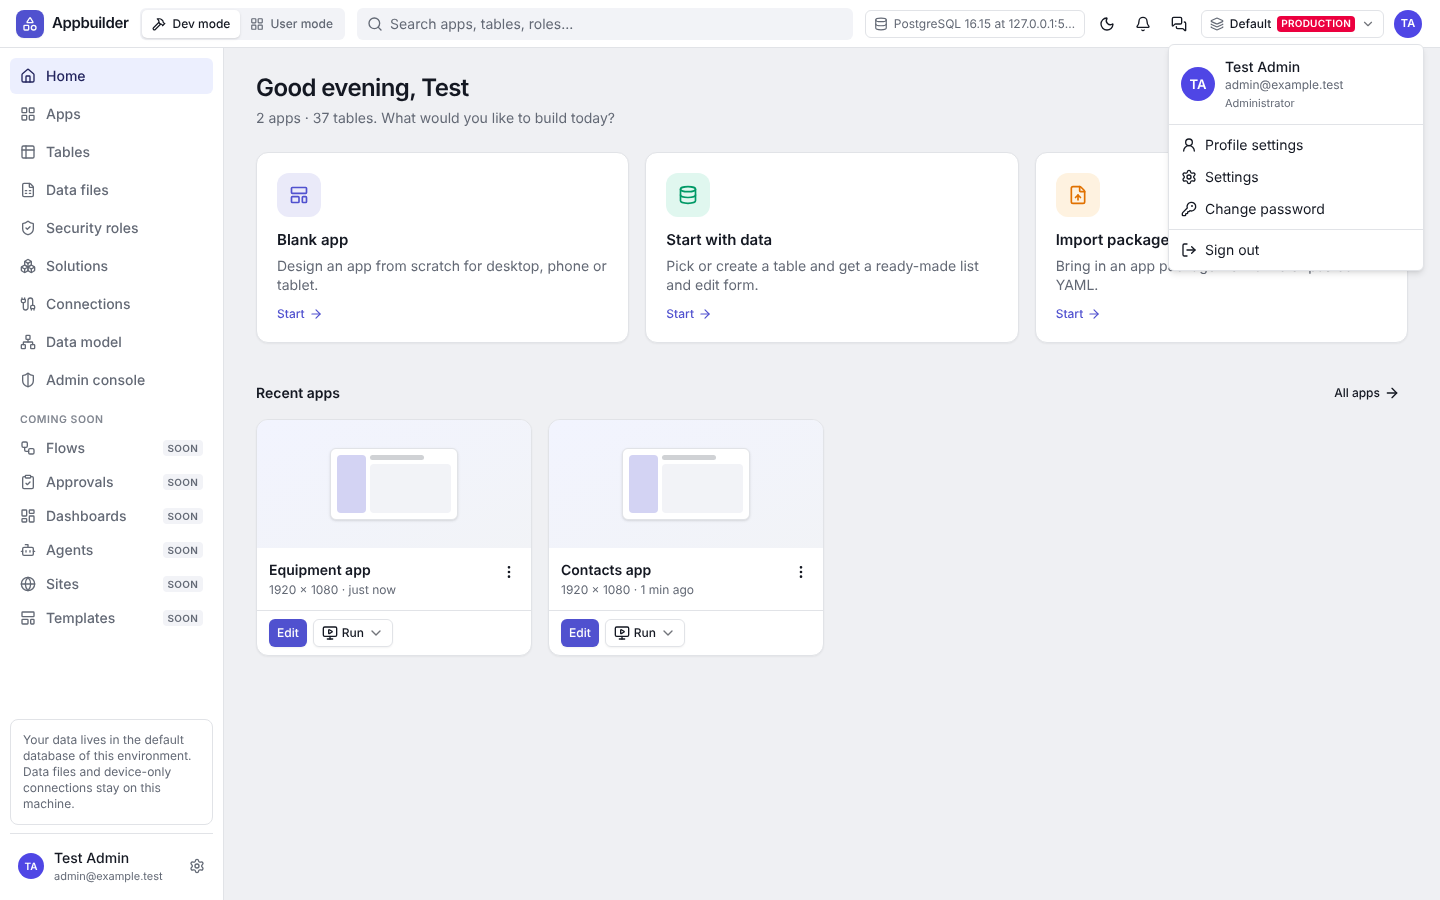 Appbuilder
Dev mode
User mode
Search apps, tables, roles...
PostgreSQL 16.15 at 127.0.0.1:5...
Default PRODUCTION
TA
Home
Apps
Tables
Data files
Security roles
Solutions
Connections
Data model
Admin console
COMING SOON
Flows SOON
Approvals SOON
Dashboards SOON
Agents SOON
Sites SOON
Templates SOON
Your data lives in the default
database of this environment.
Data files and device-only
connections stay on this
machine.
TA
Test Admin
admin@example.test
Good evening, Test
2 apps · 37 tables. What would you like to build today?
Blank app
Design an app from scratch for desktop, phone or
tablet.
Start
Start with data
Pick or create a table and get a ready-made list
and edit form.
Start
Import package
Bring in an app
YAML.
Start
TA
Test Admin
admin@example.test
Administrator
Profile settings
Settings
Change password
Sign out
Recent apps
All apps
Equipment app
1920 × 1080 · just now
Edit
Run
Contacts app
1920 × 1080 · 1 min ago
Edit
Run